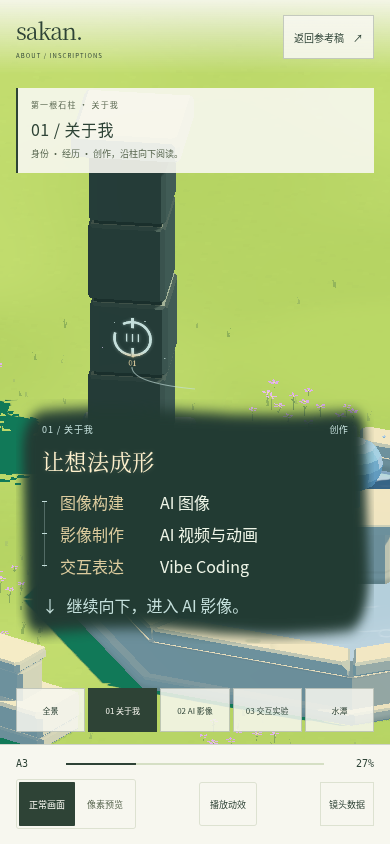 sakan.
ABOUT / INSCRIPTIONS
返回参考稿 ↗
第一根石柱 · 关于我
01 / 关于我
身份 · 经历 · 创作，沿柱向下阅读。
01
01 / 关于我 创作
让想法成形
图像构建 AI 图像
影像制作 AI 视频与动画
交互表达 Vibe Coding
↓ 继续向下，进入 AI 影像。
全景 01 关于我 02 AI 影像 03 交互实验 水潭
A3 27%
正常画面 像素预览 播放动效 镜头数据